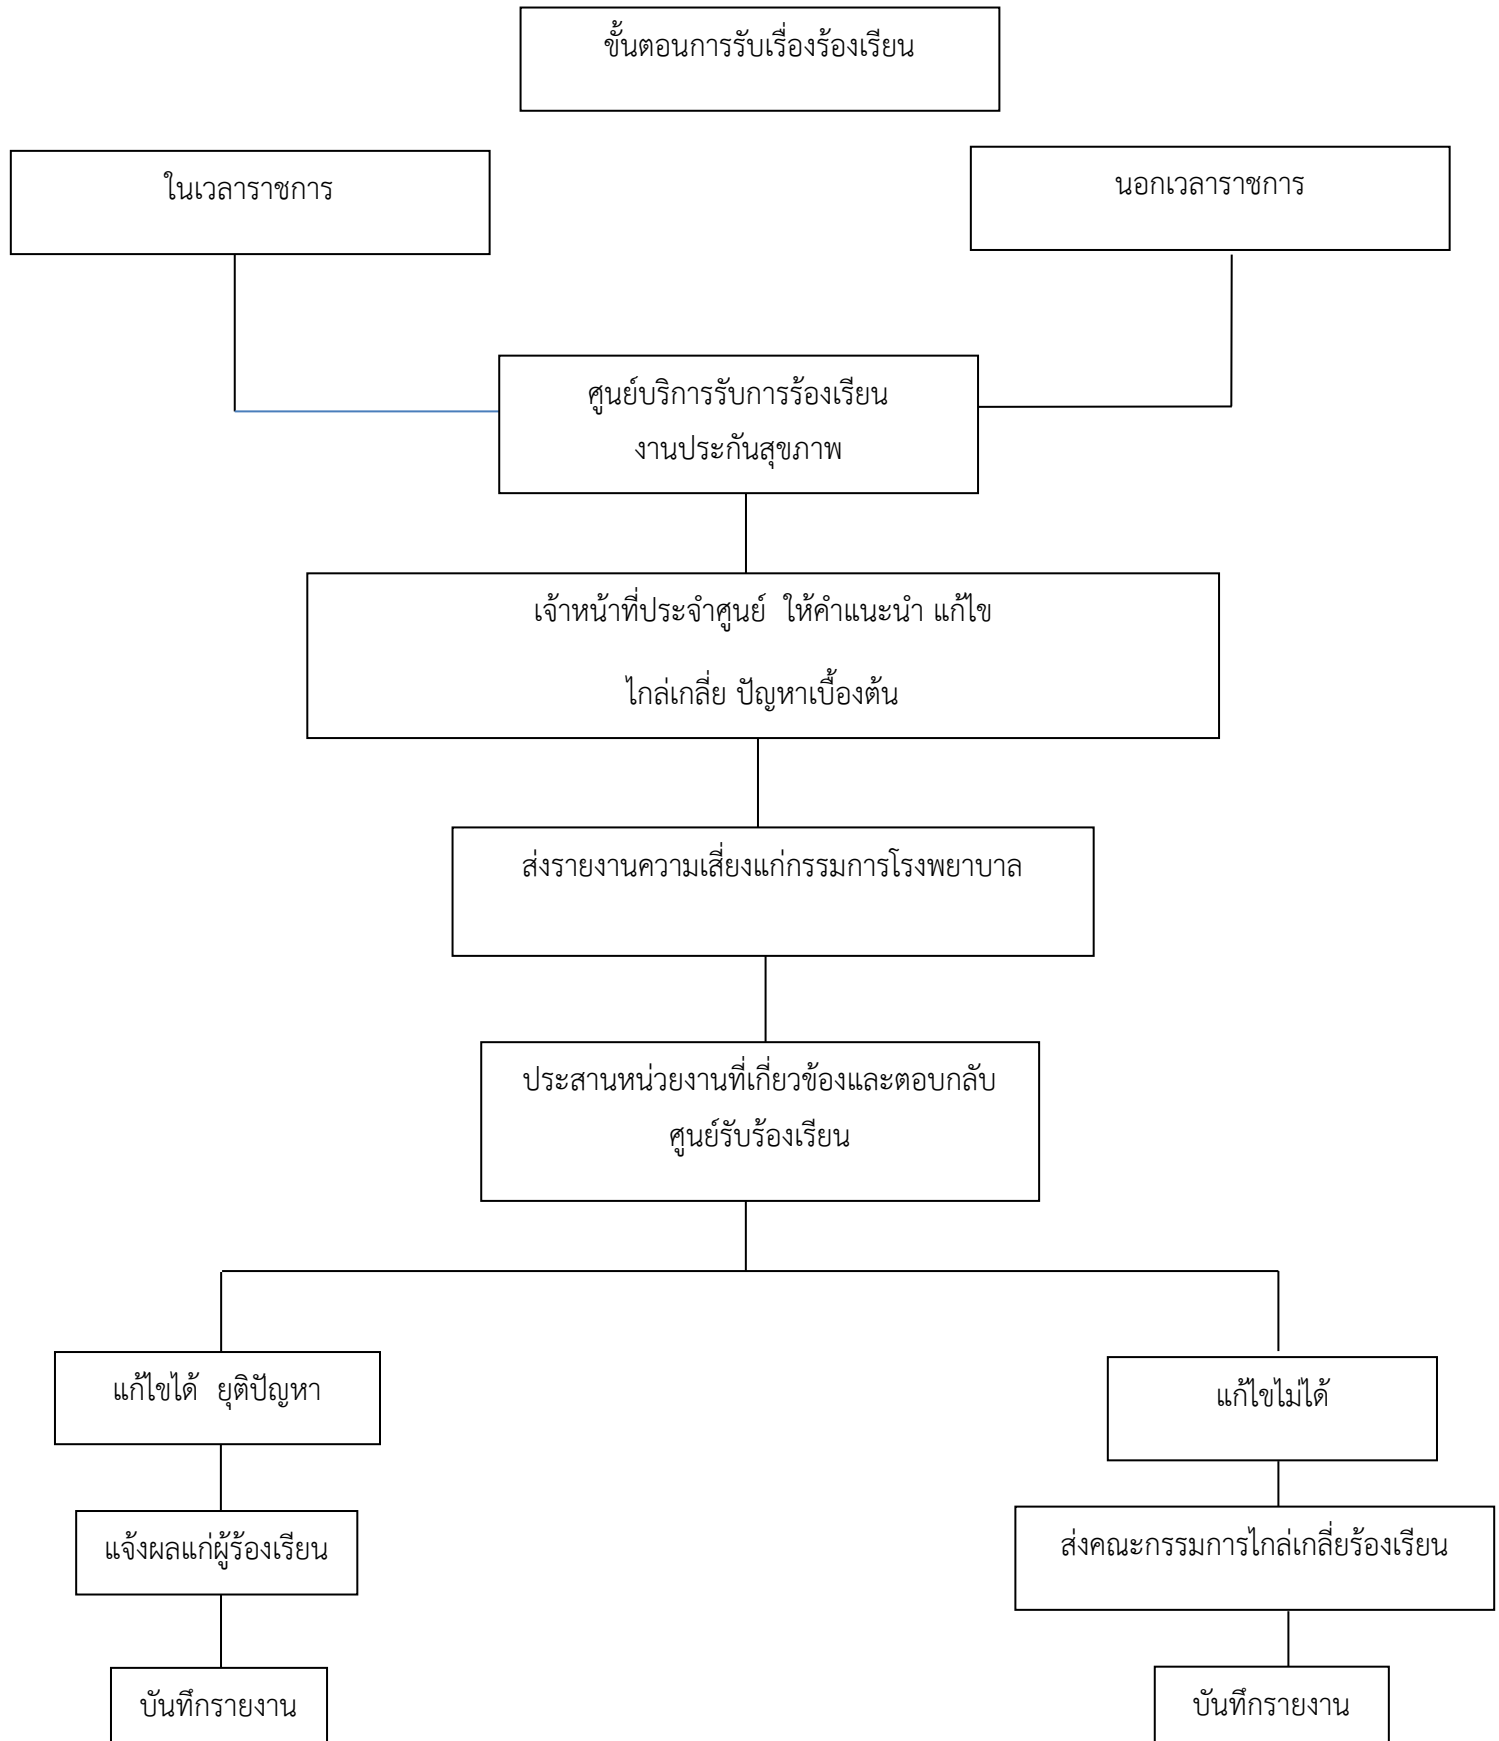 ขั้นตอนการรับเรื่องร้องเรียน
ในเวลาราชการ
นอกเวลาราชการ
ศูนย์บริการรับการร้องเรียน
งานประกันสุขภาพ
เจ้าหน้าที่ประจำศูนย์  ให้คำแนะนำ แก้ไข
ไกล่เกลี่ย ปัญหาเบื้องต้น
ส่งรายงานความเสี่ยงแก่กรรมการโรงพยาบาล
ประสานหน่วยงานที่เกี่ยวข้องและตอบกลับ
ศูนย์รับร้องเรียน
แก้ไขได้  ยุติปัญหา
แก้ไขไม่ได้
แจ้งผลแก่ผู้ร้องเรียน
ส่งคณะกรรมการไกล่เกลี่ยร้องเรียน
บันทึกรายงาน
บันทึกรายงาน